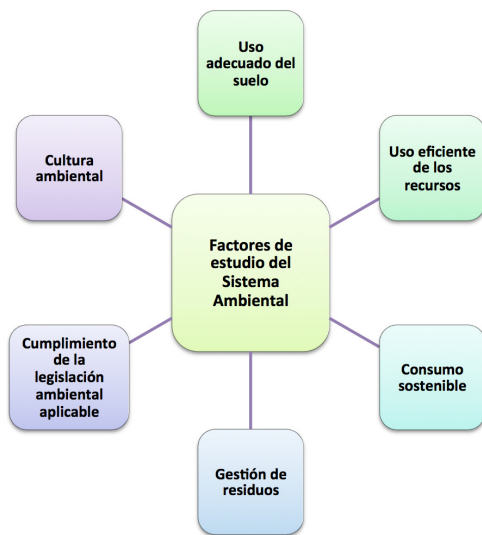 Uso
adecuado del
suelo
Uso eficiente
de los
recursos
Cultura
ambiental
Factores de
estudio del
Sistema
Ambiental
Cumplimiento
de la
legislación
ambiental
aplicable
Consumo
sostenible
Gestión de
residuos